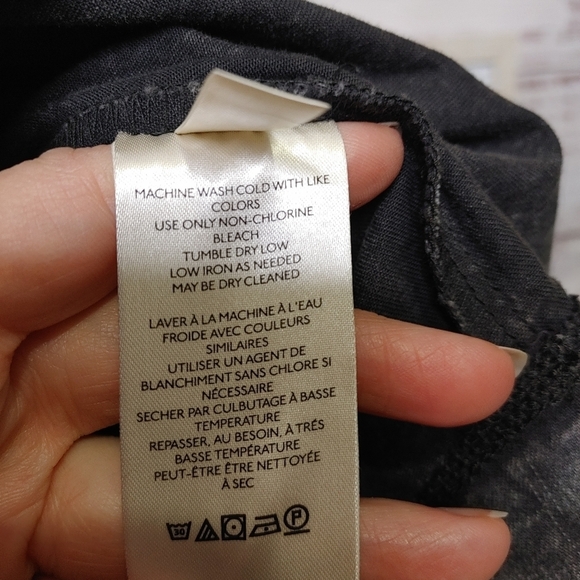 MACHINE WASH COLD WITH LIKE
COLORS
USE ONLY NON-CHLORINE
BLEACH
TUMBLE DRY LOW
LOW IRON AS NEEDED
MAY BE DRY CLEANED
LAVER À LA MACHINE À L'EAU
FROIDE AVEC COULEURS
SIMILAIRES
UTILISER UN AGENT DE
BLANCHIMENT SANS CHLORE SI
NÉCESSAIRE
SECHER PAR CULBUTAGE À BASSE
TEMPERATURE
REPASSER, AU BESOIN, À TRÉS
BASSE TEMPÉRATURE
PEUT-ÊTRE ÊTRE NETTOYÉE
À SEC
30 P